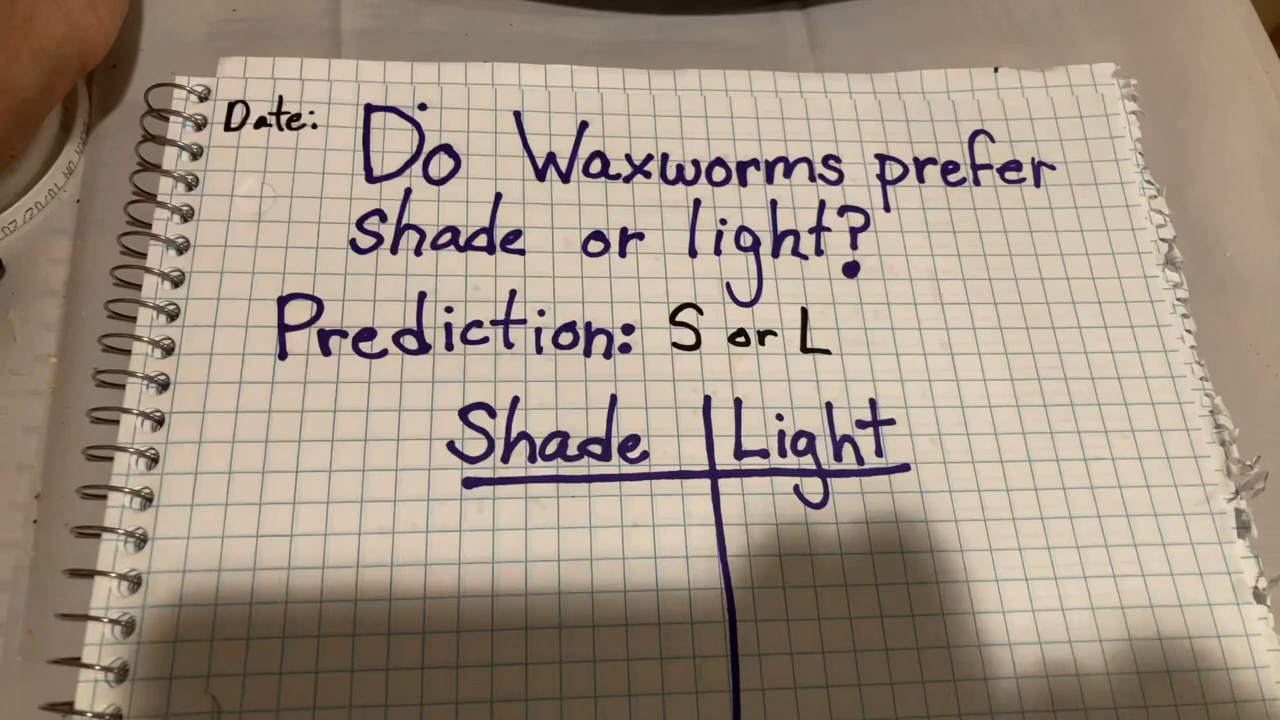 Date:
Do Waxworms prefer
shade or light?
Prediction: S or L
Shade Light